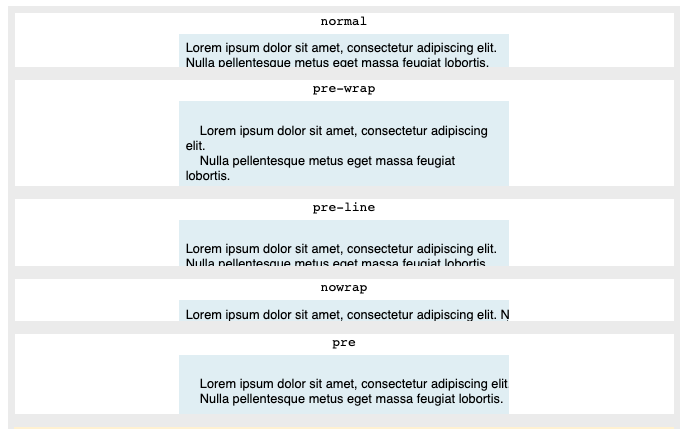 normal
Lorem ipsum dolor sit amet, consectetur adipiscing elit.
Nulla pellentesque metus eget massa feugiat lobortis.
pre-wrap
Lorem ipsum dolor sit amet, consectetur adipiscing
elit.
Nulla pellentesque metus eget massa feugiat
lobortis.
pre-line
Lorem ipsum dolor sit amet, consectetur adipiscing elit.
Nulla pellentesque metus eget massa feugiat lobortis.
nowrap
Lorem ipsum dolor sit amet, consectetur adipiscing elit. N
pre
Lorem ipsum dolor sit amet, consectetur adipiscing elit
Nulla pellentesque metus eget massa feugiat lobortis.